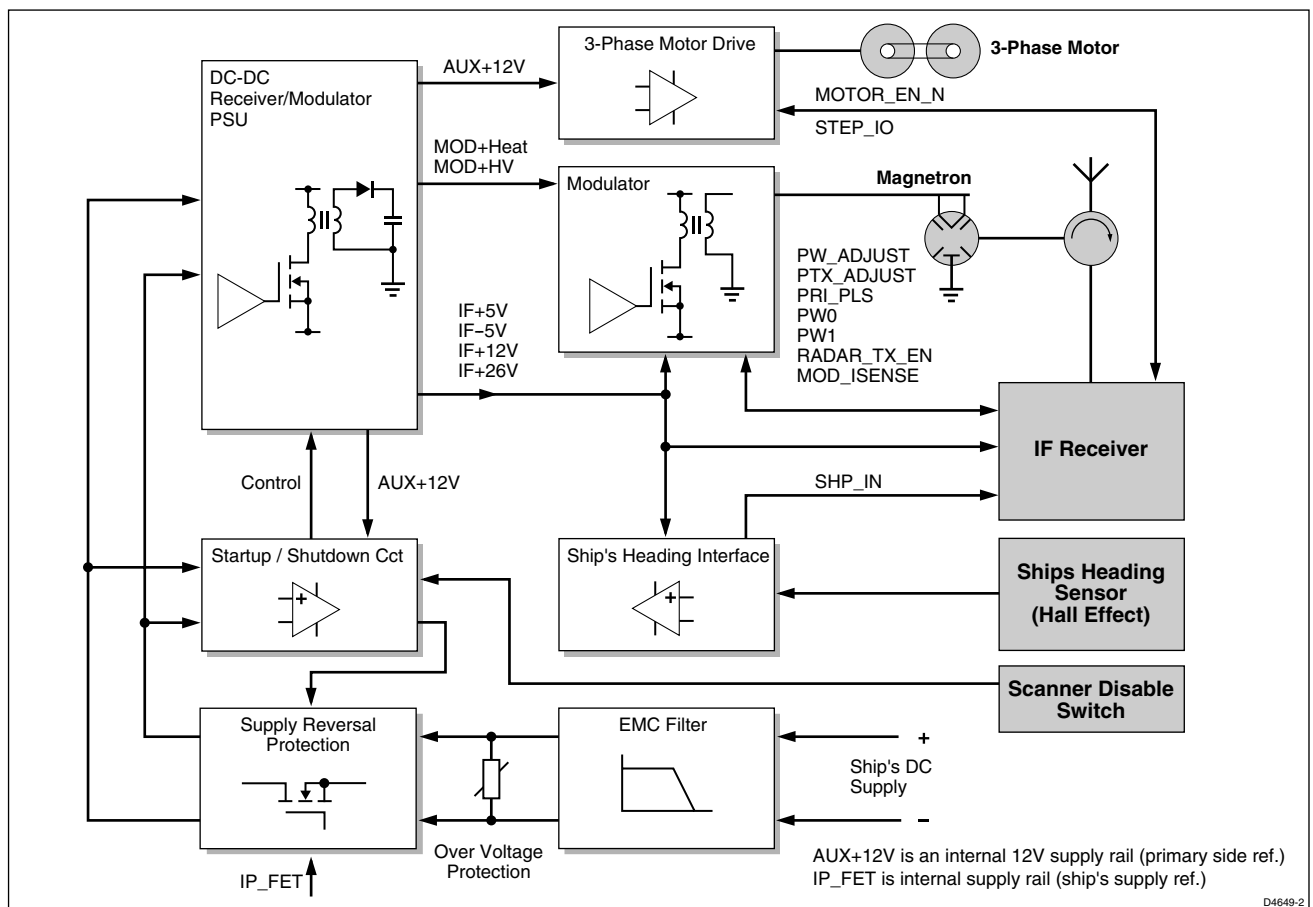 3-Phase Motor Drive
3-Phase Motor
DC-DC
Receiver/Modulator
PSU
AUX+12V
MOTOR_EN_N
STEP_IO
MOD+Heat
MOD+HV
Modulator
Magnetron
PW_ADJUST
PTX_ADJUST
PRI_PLS
PW0
PW1
RADAR_TX_EN
MOD_ISENSE
IF+5V
IF–5V
IF+12V
IF+26V
IF Receiver
Control
AUX+12V
SHP_IN
Startup / Shutdown Cct
+
Ship's Heading Interface
+
Ships Heading
Sensor
(Hall Effect)
Scanner Disable
Switch
Supply Reversal
Protection
EMC Filter
+
Ship's DC
Supply
–
Over Voltage
Protection
IP_FET
AUX+12V is an internal 12V supply rail (primary side ref.)
IP_FET is internal supply rail (ship's supply ref.)
D4649-2